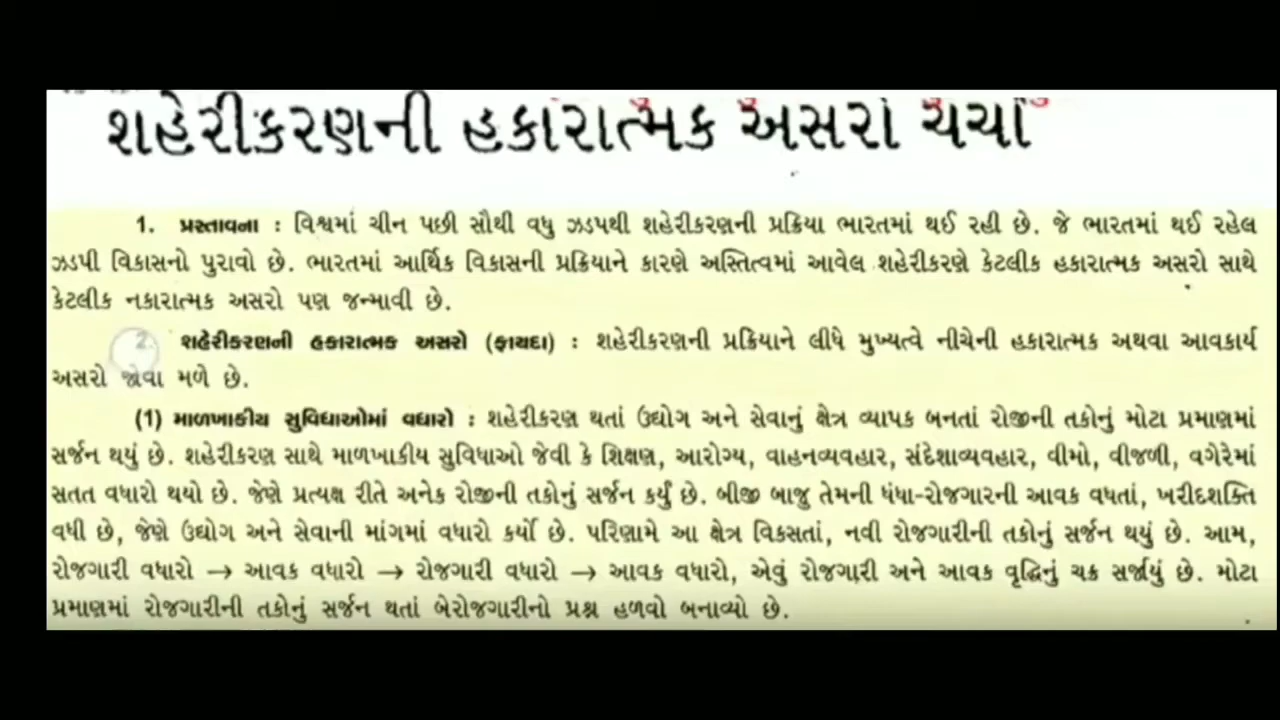 શહેરીકરણની હકારાત્મક અસરો ચર્ચો
1. પ્રસ્તાવના : વિશ્વમાં ચીન પછી સૌથી વધુ ઝડપથી શહેરીકરણની પ્રક્રિયા ભારતમાં થઈ રહી છે. જે ભારતમાં થઈ રહેલ
ઝડપી વિકાસનો પુરાવો છે. ભારતમાં આર્થિક વિકાસની પ્રક્રિયાને કારણે અસ્તિત્વમાં આવેલ શહેરીકરણે કેટલીક હકારાત્મક અસરો સાથે
કેટલીક નકારાત્મક અસરો પણ જન્માવી છે.
2. શહેરીકરણની હકારાત્મક અસરો (ફાયદા) : શહેરીકરણની પ્રક્રિયાને લીધે મુખ્યત્વે નીચેની હકારાત્મક અથવા આવકાર્ય
અસરો જોવા મળે છે.
(1) માળખાકીય સુવિધાઓમાં વધારો : શહેરીકરણ થતાં ઉદ્યોગ અને સેવાનું ક્ષેત્ર વ્યાપક બનતાં રોજીની તકોનું મોટા પ્રમાણમાં
સર્જન થયું છે. શહેરીકરણ સાથે માળખાકીય સુવિધાઓ જેવી કે શિક્ષણ, આરોગ્ય, વાહનવ્યવહાર, સંદેશાવ્યવહાર, વીમો, વીજળી, વગેરેમાં
સતત વધારો થયો છે. જેણે પ્રત્યક્ષ રીતે અનેક રોજીની તકોનું સર્જન કર્યું છે. બીજી બાજુ તેમની ધંધા-રોજગારની આવક વધતાં, ખરીદશક્તિ
વધી છે, જેણે ઉદ્યોગ અને સેવાની માંગમાં વધારો કર્યો છે. પરિણામે આ ક્ષેત્ર વિકસતાં, નવી રોજગારીની તકોનું સર્જન થયું છે. આમ,
રોજગારી વધારો → આવક વધારો → રોજગારી વધારો → આવક વધારો, એવું રોજગારી અને આવક વૃદ્ધિનું ચક્ર સર્જાયું છે. મોટા
પ્રમાણમાં રોજગારીની તકોનું સર્જન થતાં બેરોજગારીનો પ્રશ્ન હળવો બનાવ્યો છે.